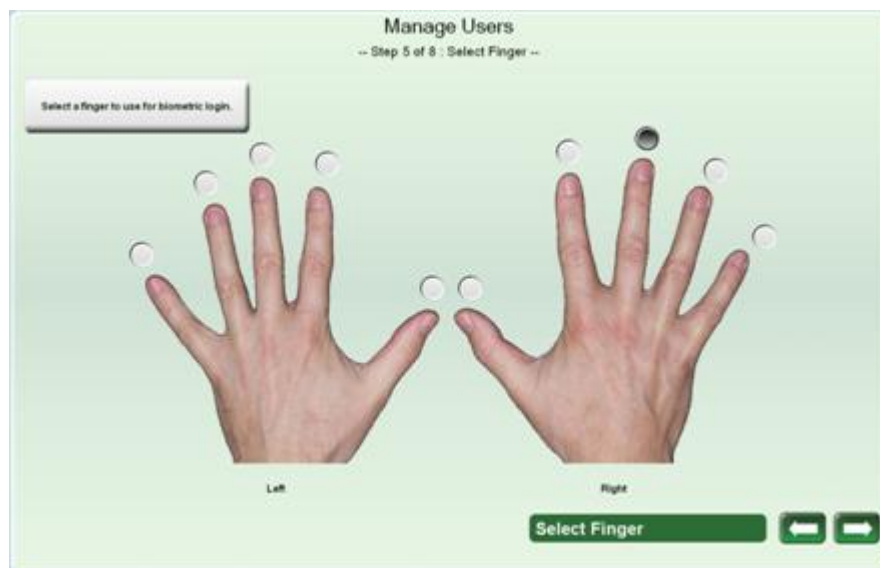 Manage Users
-- Step 5 of 8 : Select Finger --
Select a finger to use for biometric login.
Left
Right
Select Finger